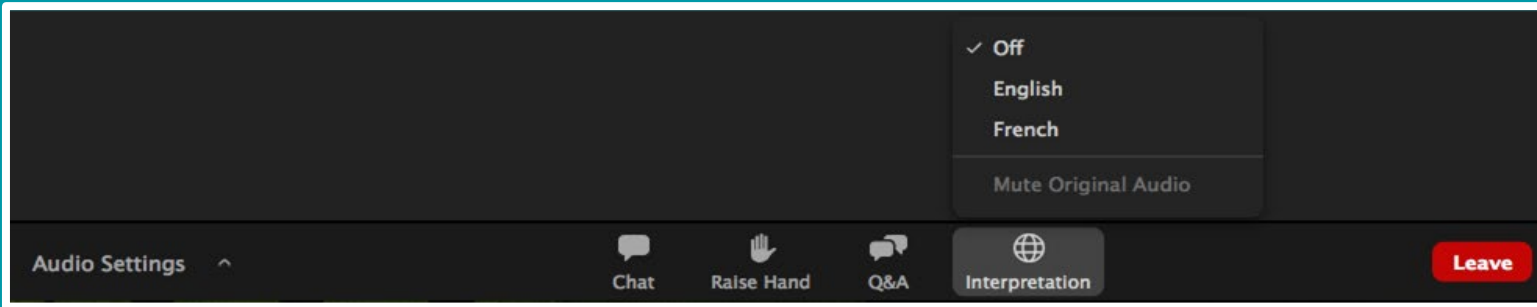 Off
English
French
Mute Original Audio
Audio Settings
Chat
Raise Hand
Q&A
Interpretation
Leave